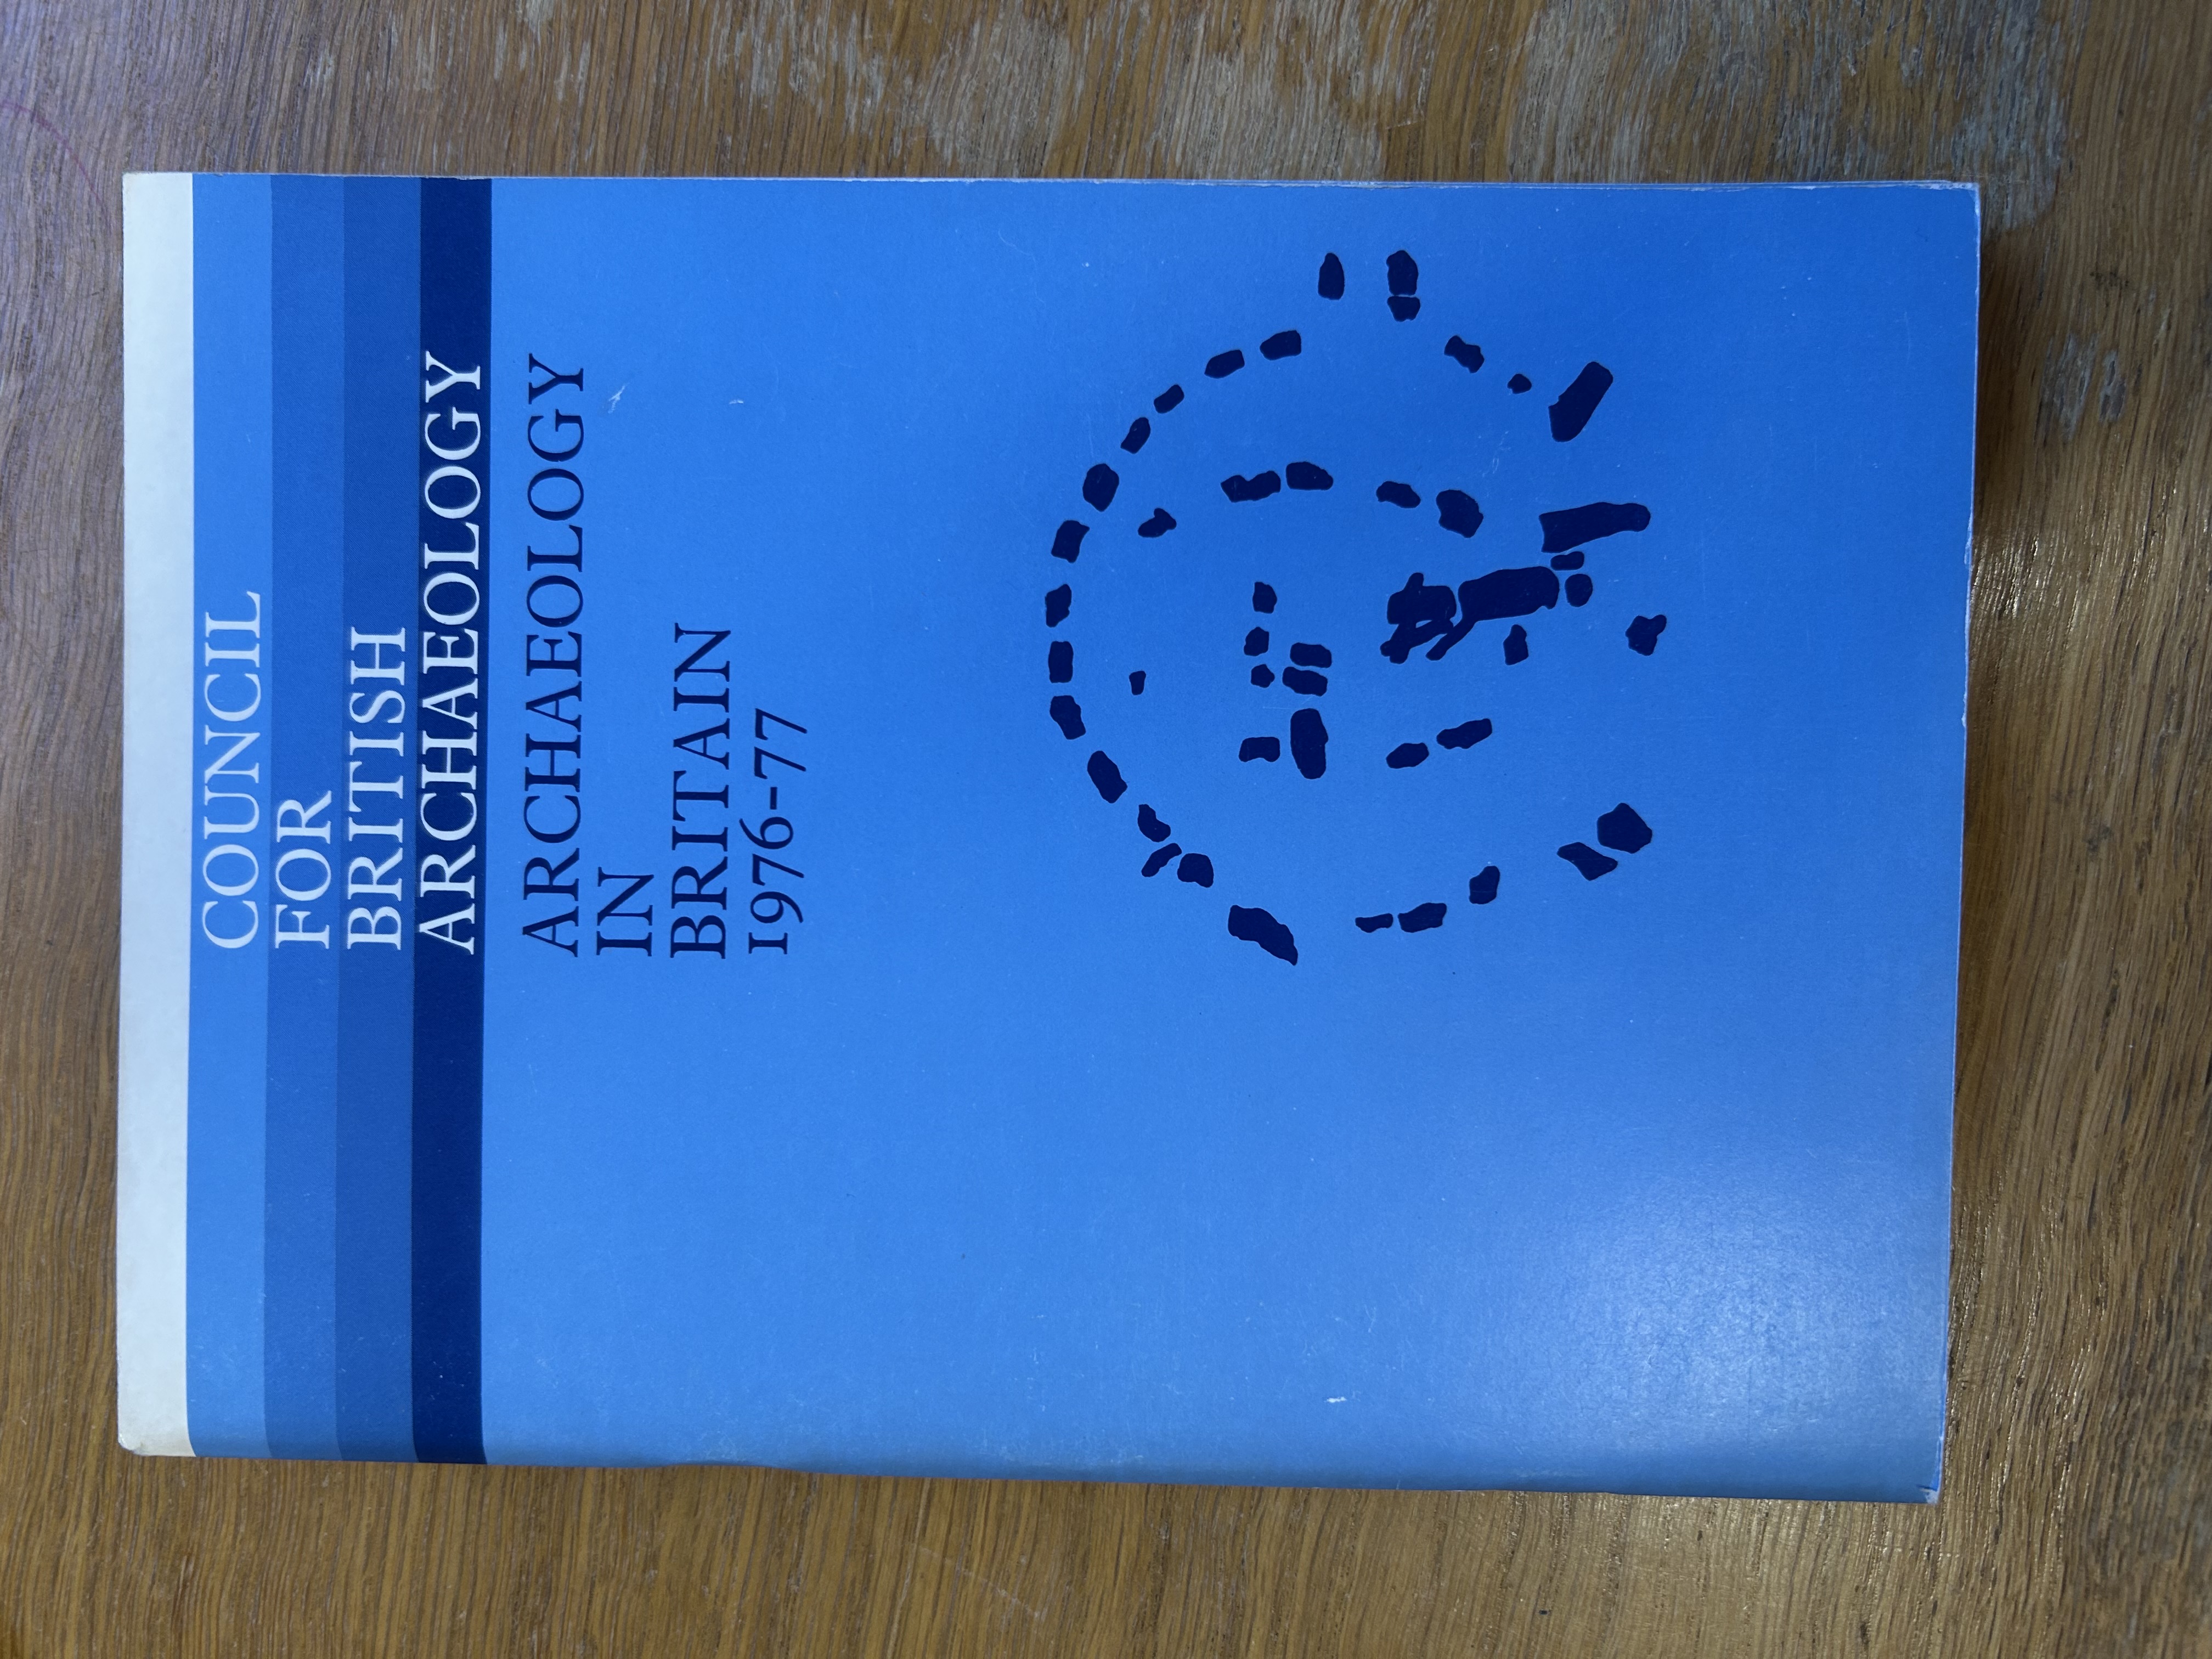 COUNCIL
FOR
BRITISH
ARCHAEOLOGY
ARCHAEOLOGY
IN
BRITAIN
1976-77